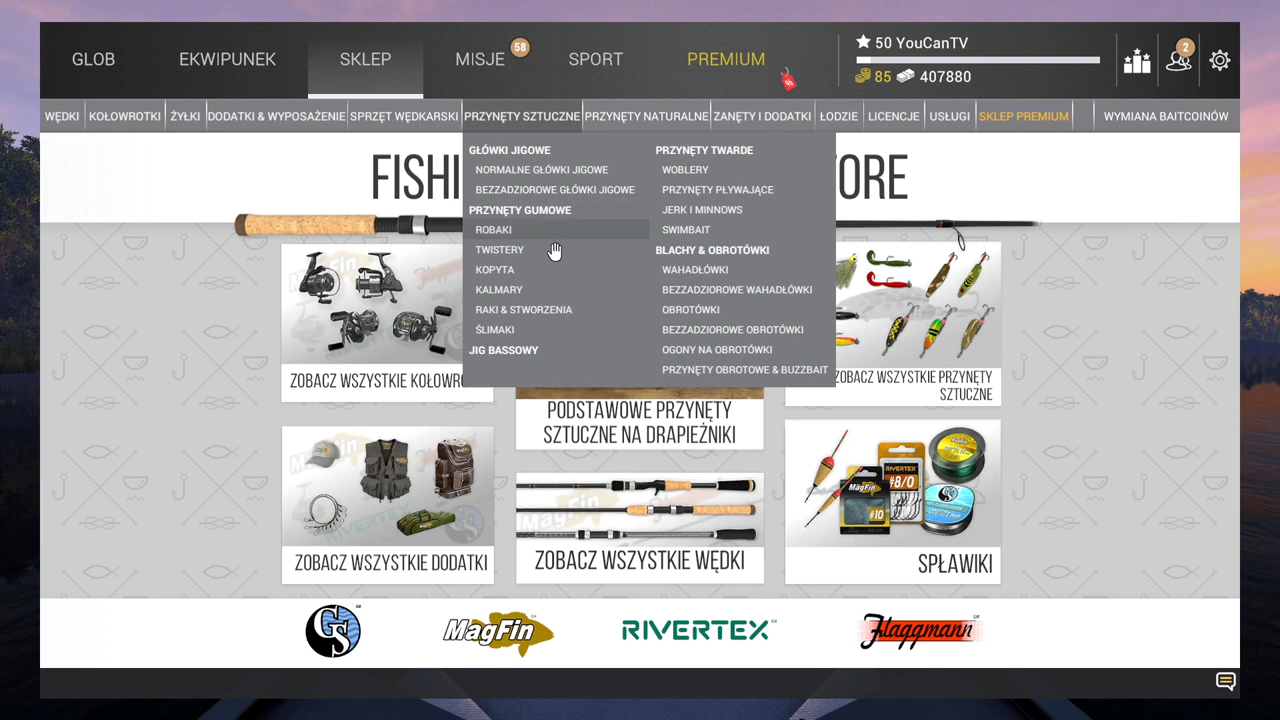 GLOB
EKWIPUNEK
SKLEP
MISJE 58
SPORT
PREMIUM
50 YouCanTV
85 407880
2
WĘDKI
KOŁOWROTKI
ŻYŁKI
DODATKI & WYPOSAŻENIE
SPRZĘT WĘDKARSKI
PRZYNĘTY SZTUCZNE
PRZYNĘTY NATURALNE
ZANĘTY I DODATKI
ŁODZIE
LICENCJE
USŁUGI
SKLEP PREMIUM
WYMIANA BAITCOINÓW
FISHI
ORE
GŁÓWKI JIGOWE
NORMALNE GŁÓWKI JIGOWE
BEZZADZIOROWE GŁÓWKI JIGOWE
PRZYNĘTY GUMOWE
ROBAKI
TWISTERY
KOPYTA
KALMARY
RAKI & STWORZENIA
ŚLIMAKI
JIG BASSOWY
PRZYNĘTY TWARDE
WOBLERY
PRZYNĘTY PŁYWAJĄCE
JERK I MINNOWS
SWIMBAIT
BLACHY & OBROTÓWKI
WAHADŁÓWKI
BEZZADZIOROWE WAHADŁÓWKI
OBROTÓWKI
BEZZADZIOROWE OBROTÓWKI
OGONY NA OBROTÓWKI
PRZYNĘTY OBROTOWE & BUZZBAIT
ZOBACZ WSZYSTKIE KOŁOWRO
PODSTAWOWE PRZYNĘTY
SZTUCZNE NA DRAPIEŻNIKI
ZOBACZ WSZYSTKIE PRZYNĘTY
SZTUCZNE
ZOBACZ WSZYSTKIE DODATKI
ZOBACZ WSZYSTKIE WĘDKI
MagFin
#10
RIVERTEX
#8/0
SPŁAWIKI
GS
MagFin
RIVERTEX
Flaggmann